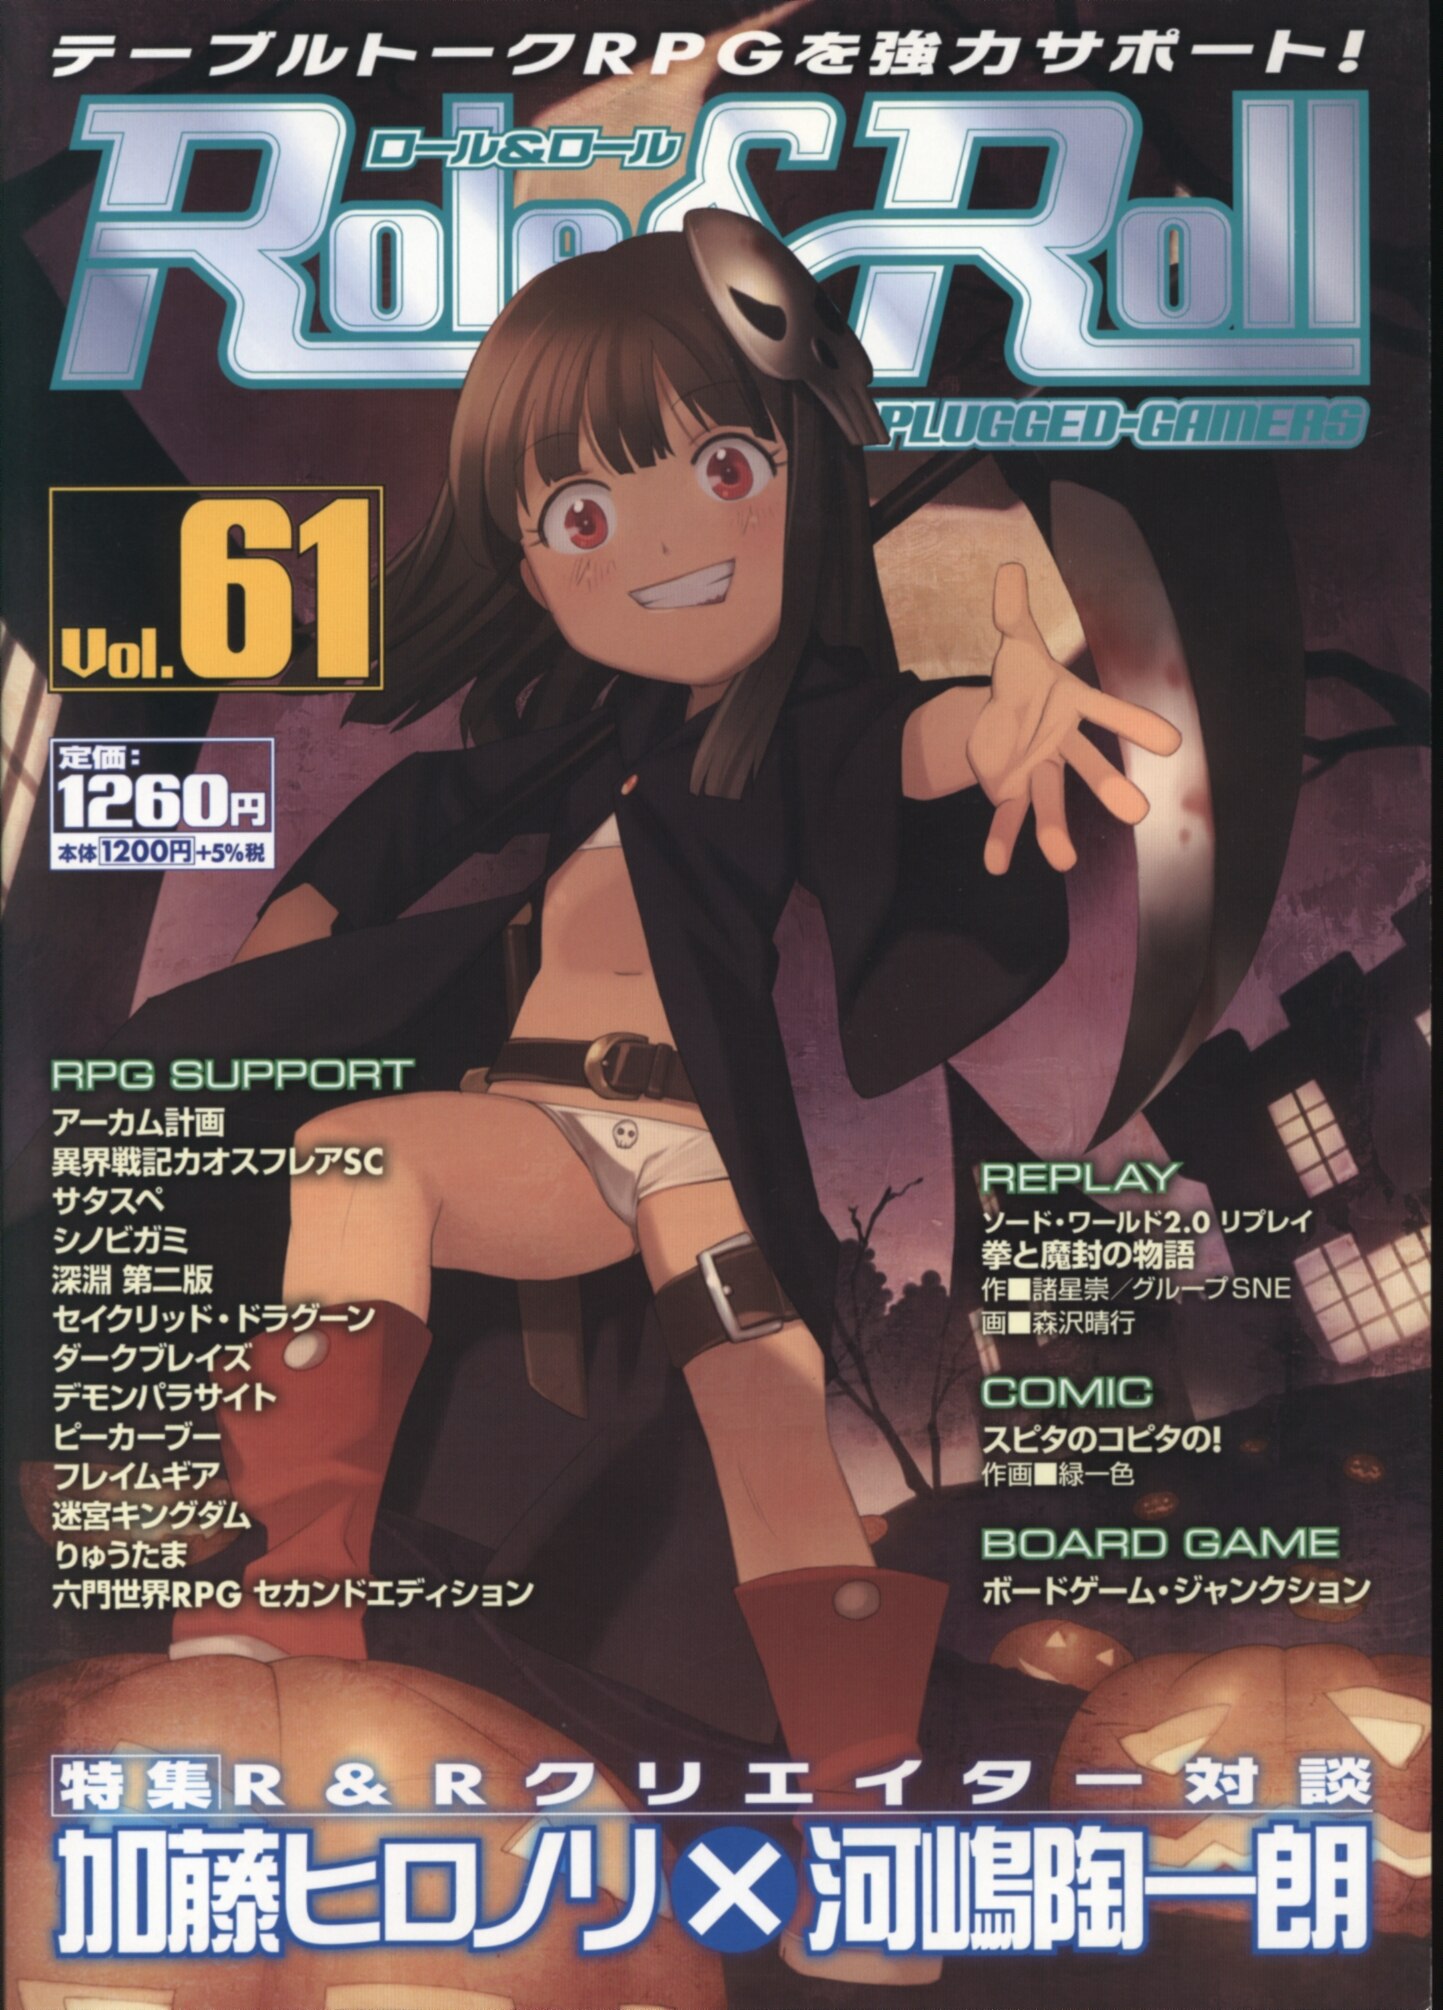 テーブルトークRPGを強力サポート!
ロール&ロール
Role&Roll
PLUGGED-GAMERS
Vol.61
定価:
1260円
本体1200円+5%税
RPG SUPPORT
アーカム計画
異界戦記カオスフレアSC
サタスペ
シノビガミ
深淵 第二版
セイクリッド・ドラグーン
ダークブレイズ
デモンパラサイト
ピーカーブー
フレイムギア
迷宮キングダム
りゅうたま
六門世界RPG セカンドエディション
REPLAY
ソード・ワールド2.0 リプレイ
拳と魔封の物語
作■諸星崇/グループSNE
画■森沢晴行
COMIC
スピタのコピタの!
作画■緑一色
BOARD GAME
ボードゲーム・ジャンクション
特集R&Rクリエイター対談
加藤ヒロノリ×河嶋陶一朗